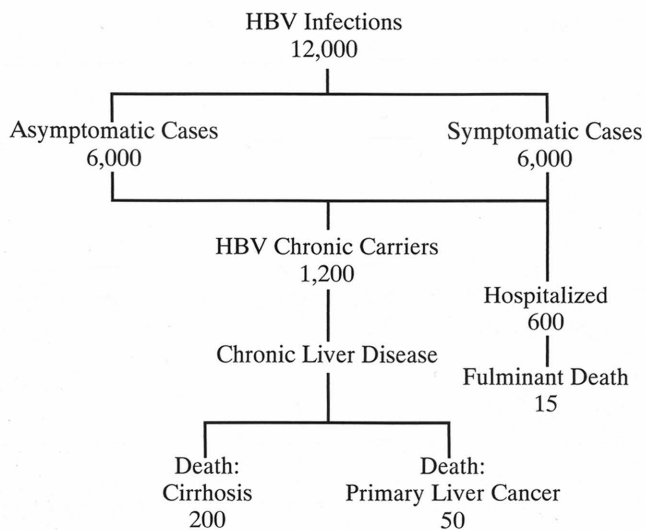 HBV Infections
12,000
Asymptomatic Cases
6,000
Symptomatic Cases
6,000
HBV Chronic Carriers
1,200
Hospitalized
600
Chronic Liver Disease
Fulminant Death
15
Death:
Cirrhosis
200
Death:
Primary Liver Cancer
50